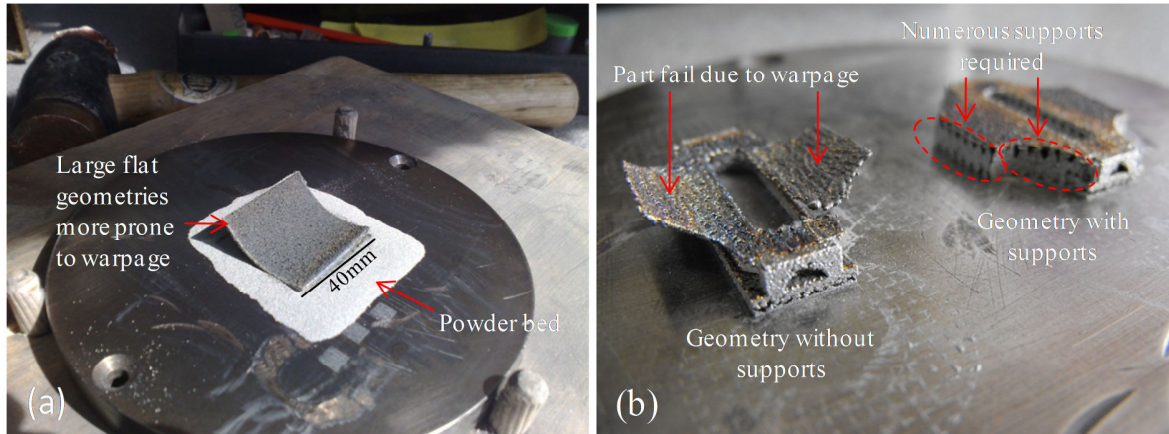 Large flat
geometries
more prone
to warpage
40mm
Powder bed
(a)
Part fail due to warpage
Numerous supports
required
Geometry with
supports
Geometry without
supports
(b)